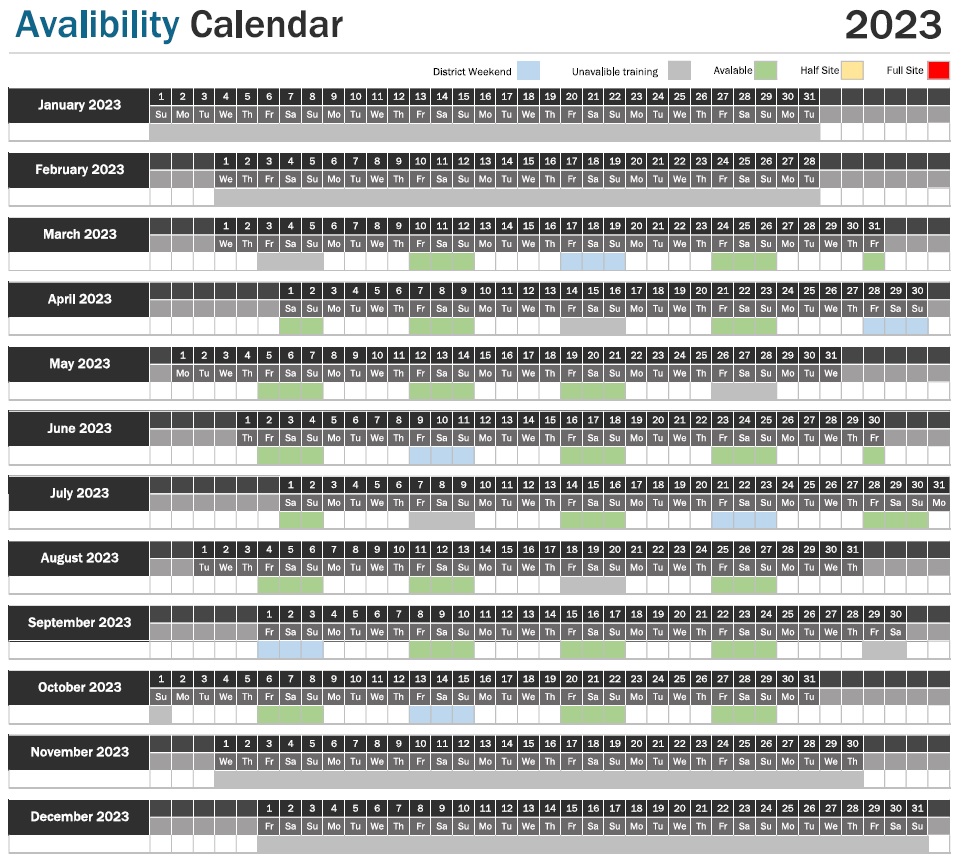 Avalibility Calendar 2023
District Weekend Unavalible training Avalable Half Site Full Site
January 2023 1 2 3 4 5 6 7 8 9 10 11 12 13 14 15 16 17 18 19 20 21 22 23 24 25 26 27 28 29 30 31
Su Mo Tu We Th Fr Sa Su Mo Tu We Th Fr Sa Su Mo Tu We Th Fr Sa Su Mo Tu We Th Fr Sa Su Mo Tu
February 2023 1 2 3 4 5 6 7 8 9 10 11 12 13 14 15 16 17 18 19 20 21 22 23 24 25 26 27 28
We Th Fr Sa Su Mo Tu We Th Fr Sa Su Mo Tu We Th Fr Sa Su Mo Tu We Th Fr Sa Su Mo Tu
March 2023 1 2 3 4 5 6 7 8 9 10 11 12 13 14 15 16 17 18 19 20 21 22 23 24 25 26 27 28 29 30 31
We Th Fr Sa Su Mo Tu We Th Fr Sa Su Mo Tu We Th Fr Sa Su Mo Tu We Th Fr Sa Su Mo Tu We Th Fr
April 2023 1 2 3 4 5 6 7 8 9 10 11 12 13 14 15 16 17 18 19 20 21 22 23 24 25 26 27 28 29 30
Sa Su Mo Tu We Th Fr Sa Su Mo Tu We Th Fr Sa Su Mo Tu We Th Fr Sa Su Mo Tu We Th Fr Sa Su
May 2023 1 2 3 4 5 6 7 8 9 10 11 12 13 14 15 16 17 18 19 20 21 22 23 24 25 26 27 28 29 30 31
Mo Tu We Th Fr Sa Su Mo Tu We Th Fr Sa Su Mo Tu We Th Fr Sa Su Mo Tu We Th Fr Sa Su Mo Tu We
June 2023 1 2 3 4 5 6 7 8 9 10 11 12 13 14 15 16 17 18 19 20 21 22 23 24 25 26 27 28 29 30
Th Fr Sa Su Mo Tu We Th Fr Sa Su Mo Tu We Th Fr Sa Su Mo Tu We Th Fr Sa Su Mo Tu We Th Fr
July 2023 1 2 3 4 5 6 7 8 9 10 11 12 13 14 15 16 17 18 19 20 21 22 23 24 25 26 27 28 29 30 31
Sa Su Mo Tu We Th Fr Sa Su Mo Tu We Th Fr Sa Su Mo Tu We Th Fr Sa Su Mo Tu We Th Fr Sa Su Mo
August 2023 1 2 3 4 5 6 7 8 9 10 11 12 13 14 15 16 17 18 19 20 21 22 23 24 25 26 27 28 29 30 31
Tu We Th Fr Sa Su Mo Tu We Th Fr Sa Su Mo Tu We Th Fr Sa Su Mo Tu We Th Fr Sa Su Mo Tu We Th
September 2023 1 2 3 4 5 6 7 8 9 10 11 12 13 14 15 16 17 18 19 20 21 22 23 24 25 26 27 28 29 30
Fr Sa Su Mo Tu We Th Fr Sa Su Mo Tu We Th Fr Sa Su Mo Tu We Th Fr Sa Su Mo Tu We Th Fr Sa
October 2023 1 2 3 4 5 6 7 8 9 10 11 12 13 14 15 16 17 18 19 20 21 22 23 24 25 26 27 28 29 30 31
Su Mo Tu We Th Fr Sa Su Mo Tu We Th Fr Sa Su Mo Tu We Th Fr Sa Su Mo Tu We Th Fr Sa Su Mo Tu
November 2023 1 2 3 4 5 6 7 8 9 10 11 12 13 14 15 16 17 18 19 20 21 22 23 24 25 26 27 28 29 30
We Th Fr Sa Su Mo Tu We Th Fr Sa Su Mo Tu We Th Fr Sa Su Mo Tu We Th Fr Sa Su Mo Tu We Th
December 2023 1 2 3 4 5 6 7 8 9 10 11 12 13 14 15 16 17 18 19 20 21 22 23 24 25 26 27 28 29 30 31
Fr Sa Su Mo Tu We Th Fr Sa Su Mo Tu We Th Fr Sa Su Mo Tu We Th Fr Sa Su Mo Tu We Th Fr Sa Su